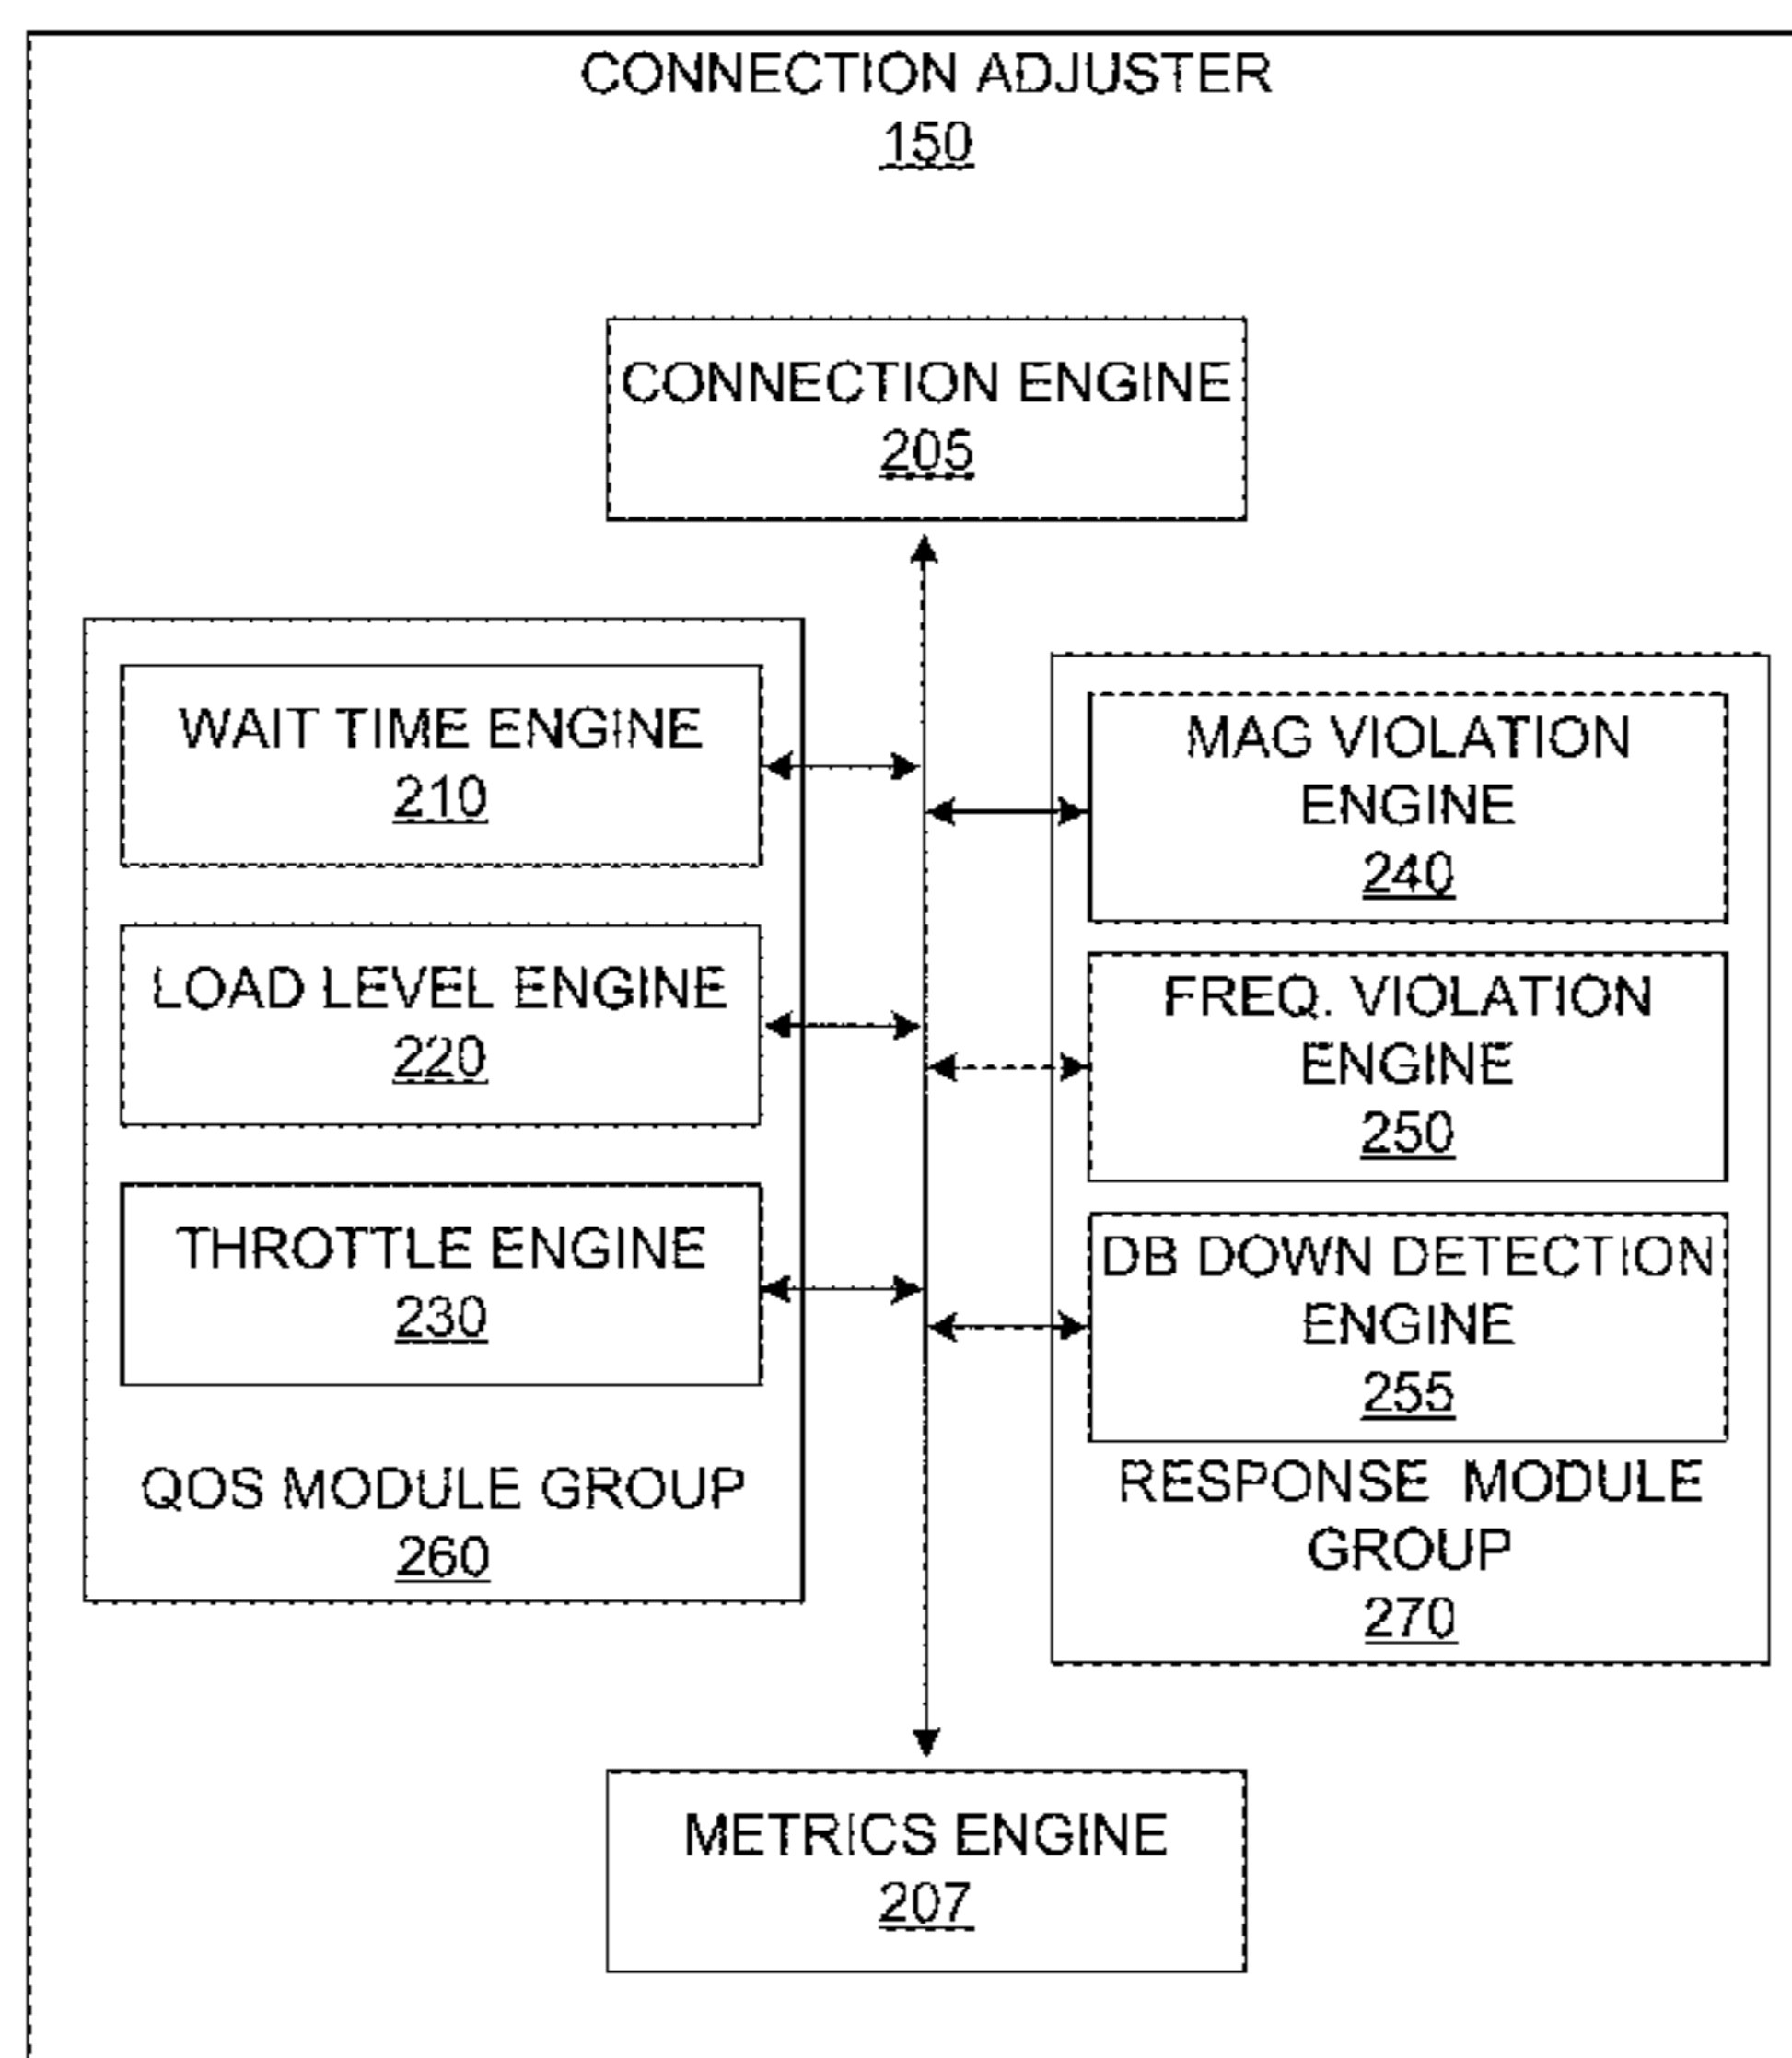 CONNECTION ADJUSTER
150
CONNECTION ENGINE
205
WAIT TIME ENGINE
210
LOAD LEVEL ENGINE
220
THROTTLE ENGINE
230
QOS MODULE GROUP
260
MAG VIOLATION
ENGINE
240
FREQ. VIOLATION
ENGINE
250
DB DOWN DETECTION
ENGINE
255
RESPONSE MODULE
GROUP
270
METRICS ENGINE
207